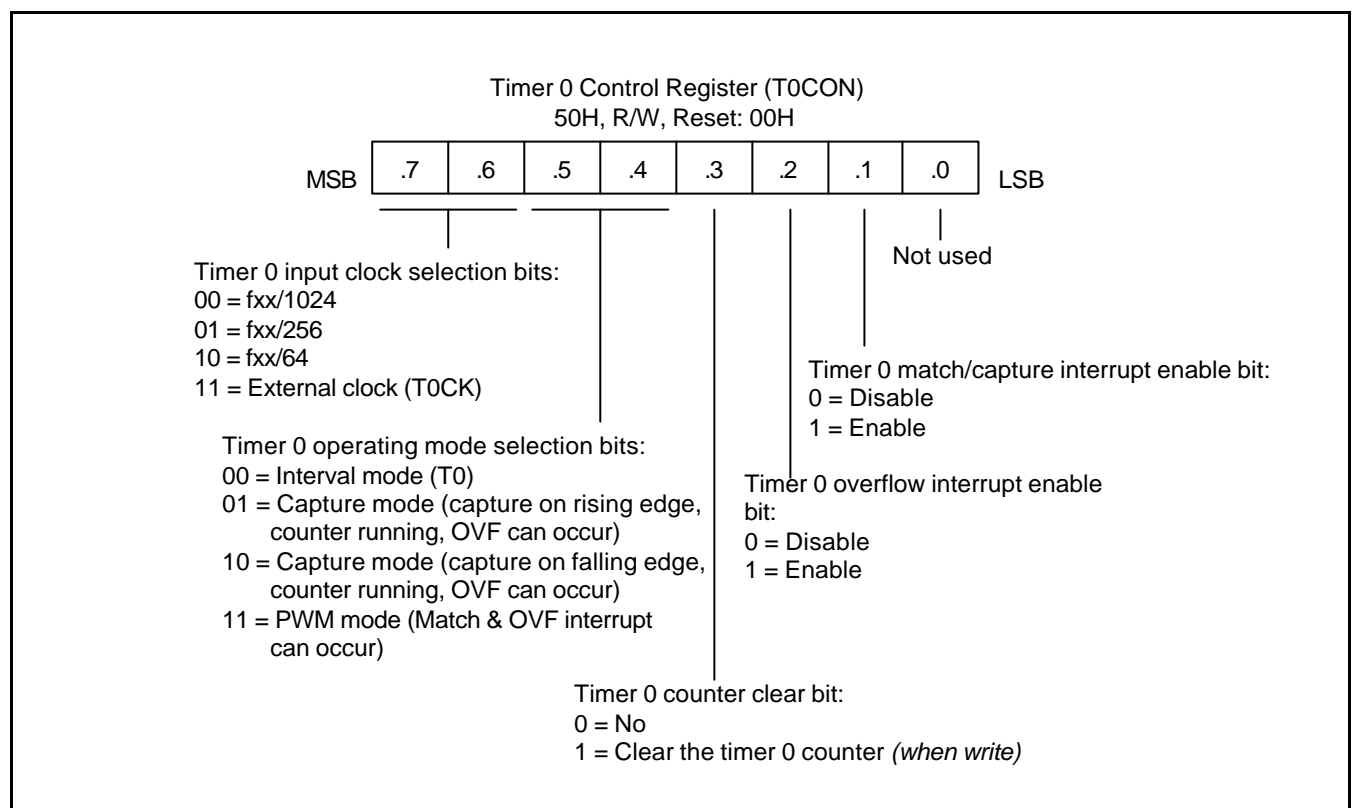 Timer 0 Control Register (T0CON)
50H, R/W, Reset: 00H
MSB .7 .6 .5 .4 .3 .2 .1 .0 LSB
Not used
Timer 0 input clock selection bits:
00 = fxx/1024
01 = fxx/256
10 = fxx/64
11 = External clock (T0CK)
Timer 0 match/capture interrupt enable bit:
0 = Disable
1 = Enable
Timer 0 operating mode selection bits:
00 = Interval mode (T0)
01 = Capture mode (capture on rising edge,
counter running, OVF can occur)
10 = Capture mode (capture on falling edge,
counter running, OVF can occur)
11 = PWM mode (Match & OVF interrupt
can occur)
Timer 0 overflow interrupt enable
bit:
0 = Disable
1 = Enable
Timer 0 counter clear bit:
0 = No
1 = Clear the timer 0 counter (when write)